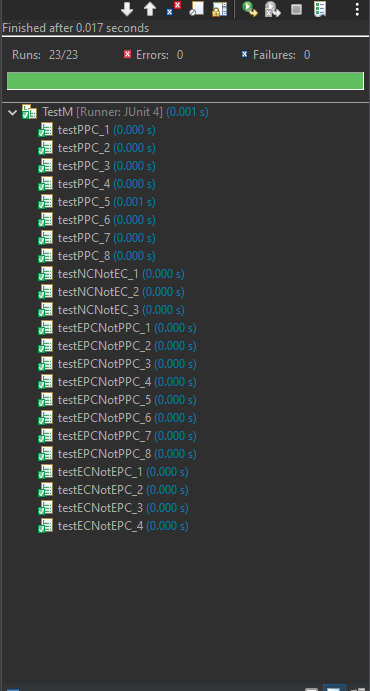 Finished after 0.017 seconds
Runs: 23/23 Errors: 0 Failures: 0
TestM [Runner: JUnit 4] (0.001 s)
testPPC_1 (0.000 s)
testPPC_2 (0.000 s)
testPPC_3 (0.000 s)
testPPC_4 (0.000 s)
testPPC_5 (0.001 s)
testPPC_6 (0.000 s)
testPPC_7 (0.000 s)
testPPC_8 (0.000 s)
testNCNotEC_1 (0.000 s)
testNCNotEC_2 (0.000 s)
testNCNotEC_3 (0.000 s)
testEPCNotPPC_1 (0.000 s)
testEPCNotPPC_2 (0.000 s)
testEPCNotPPC_3 (0.000 s)
testEPCNotPPC_4 (0.000 s)
testEPCNotPPC_5 (0.000 s)
testEPCNotPPC_6 (0.000 s)
testEPCNotPPC_7 (0.000 s)
testEPCNotPPC_8 (0.000 s)
testECNotEPC_1 (0.000 s)
testECNotEPC_2 (0.000 s)
testECNotEPC_3 (0.000 s)
testECNotEPC_4 (0.000 s)